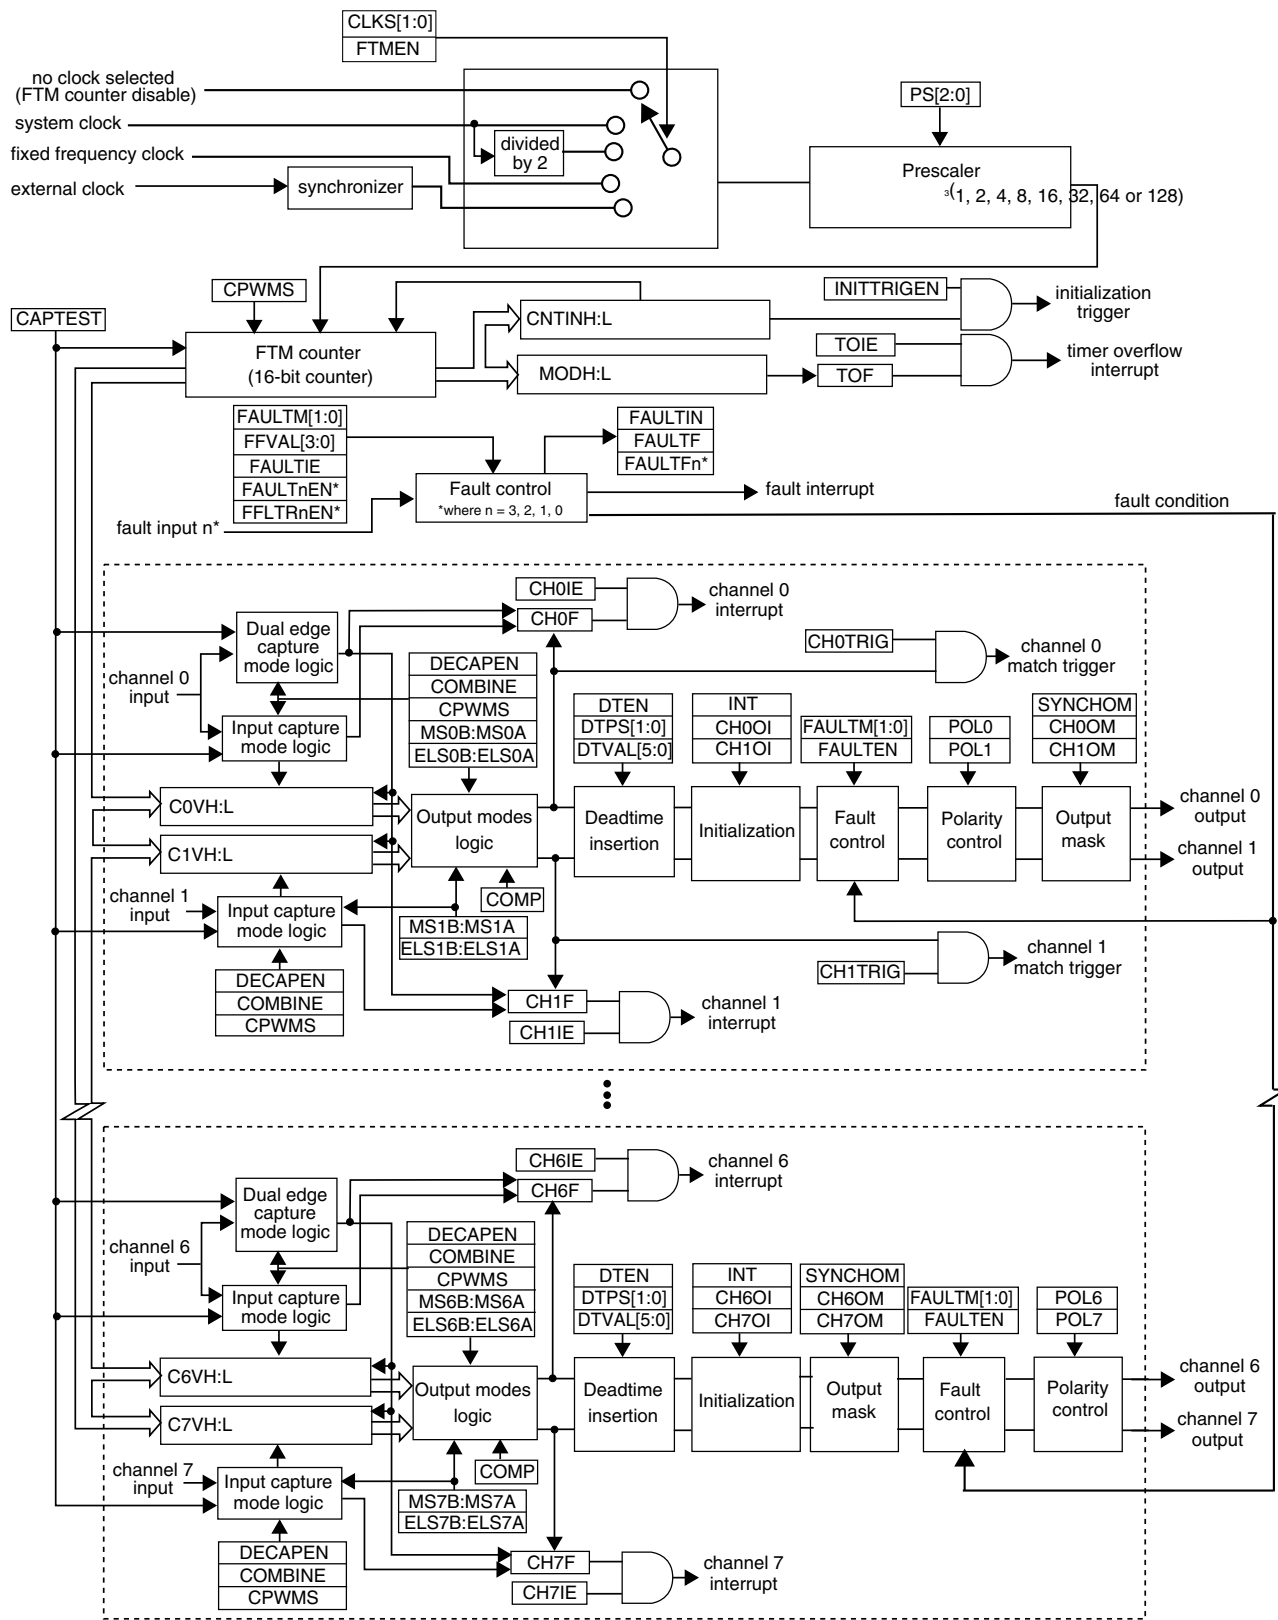 CLKS[1:0]
FTMEN
no clock selected
(FTM counter disable)
system clock
divided
by 2
fixed frequency clock
external clock
synchronizer
PS[2:0]
Prescaler
3(1, 2, 4, 8, 16, 32, 64 or 128)
CPWMS
CAPTEST
FTM counter
(16-bit counter)
CNTINH:L
MODH:L
INITTRIGEN
initialization
trigger
TOIE
TOF
timer overflow
interrupt
FAULTM[1:0]
FFVAL[3:0]
FAULTIE
FAULTnEN*
FFLTRnEN*
fault input n*
Fault control
*where n = 3, 2, 1, 0
FAULTIN
FAULTF
FAULTFn*
fault interrupt
fault condition
CH0IE
CH0F
channel 0
interrupt
Dual edge
capture
mode logic
channel 0
input
Input capture
mode logic
DECAPEN
COMBINE
CPWMS
MS0B:MS0A
ELS0B:ELS0A
CH0TRIG
channel 0
match trigger
DTEN
DTPS[1:0]
DTVAL[5:0]
INT
CH0OI
CH1OI
FAULTM[1:0]
FAULTEN
POL0
POL1
SYNCHOM
CH0OM
CH1OM
C0VH:L
C1VH:L
Output modes
logic
Deadtime
insertion
Initialization
Fault
control
Polarity
control
Output
mask
channel 0
output
channel 1
output
channel 1
input
Input capture
mode logic
COMP
MS1B:MS1A
ELS1B:ELS1A
DECAPEN
COMBINE
CPWMS
CH1TRIG
channel 1
match trigger
CH1F
CH1IE
channel 1
interrupt
CH6IE
CH6F
channel 6
interrupt
Dual edge
capture
mode logic
channel 6
input
Input capture
mode logic
DECAPEN
COMBINE
CPWMS
MS6B:MS6A
ELS6B:ELS6A
DTEN
DTPS[1:0]
DTVAL[5:0]
INT
CH6OI
CH7OI
SYNCHOM
CH6OM
CH7OM
FAULTM[1:0]
FAULTEN
POL6
POL7
C6VH:L
C7VH:L
Output modes
logic
Deadtime
insertion
Initialization
Output
mask
Fault
control
Polarity
control
channel 6
output
channel 7
output
channel 7
input
Input capture
mode logic
COMP
MS7B:MS7A
ELS7B:ELS7A
DECAPEN
COMBINE
CPWMS
CH7F
CH7IE
channel 7
interrupt